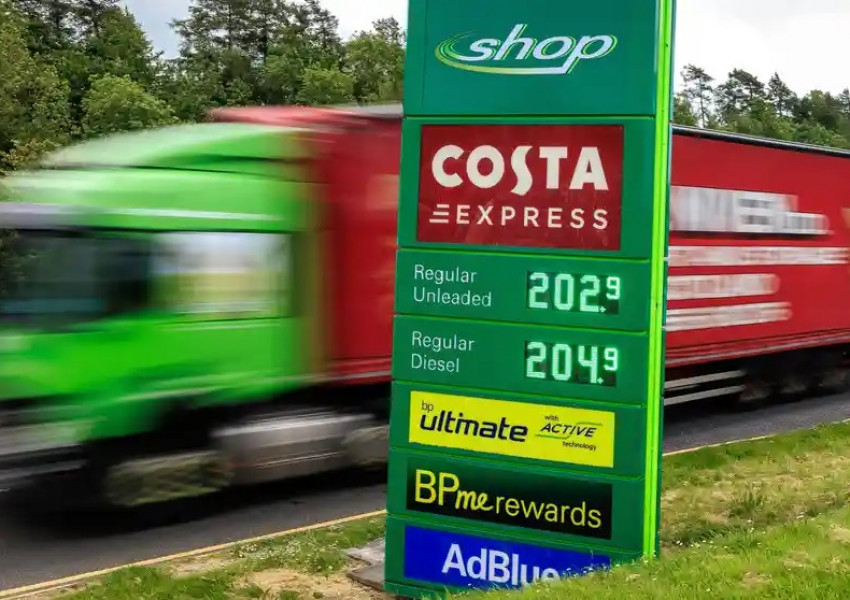 shop
COSTA
EXPRESS
Regular
Unleaded
202.9
Regular
Diesel
204.9
bp
ultimate
with
ACTIVE
technology
BPme rewards
AdBlue